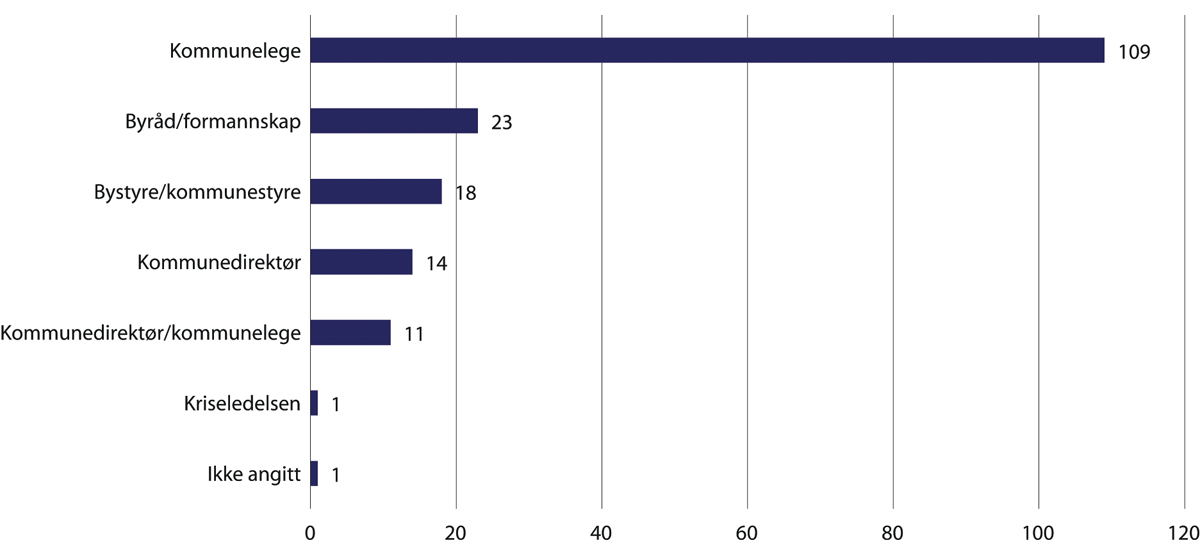 Kommunelege 109
Byråd/formannskap 23
Bystyre/kommunestyre 18
Kommunedirektør 14
Kommunedirektør/kommunelege 11
Kriseledelsen 1
Ikke angitt 1
0 20 40 60 80 100 120